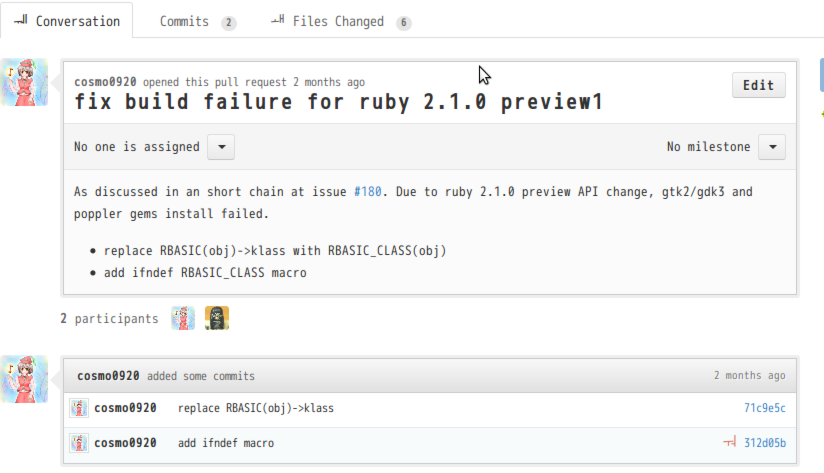 Conversation Commits 2 Files Changed 6
cosmo0920 opened this pull request 2 months ago
Edit
fix build failure for ruby 2.1.0 preview1
No one is assigned No milestone
As discussed in an short chain at issue #180. Due to ruby 2.1.0 preview API change, gtk2/gdk3 and
poppler gems install failed.
• replace RBASIC(obj)->klass with RBASIC_CLASS(obj)
• add ifndef RBASIC_CLASS macro
2 participants
cosmo0920 added some commits 2 months ago
cosmo0920 replace RBASIC(obj)->klass 71c9e5c
cosmo0920 add ifndef macro 312d05b